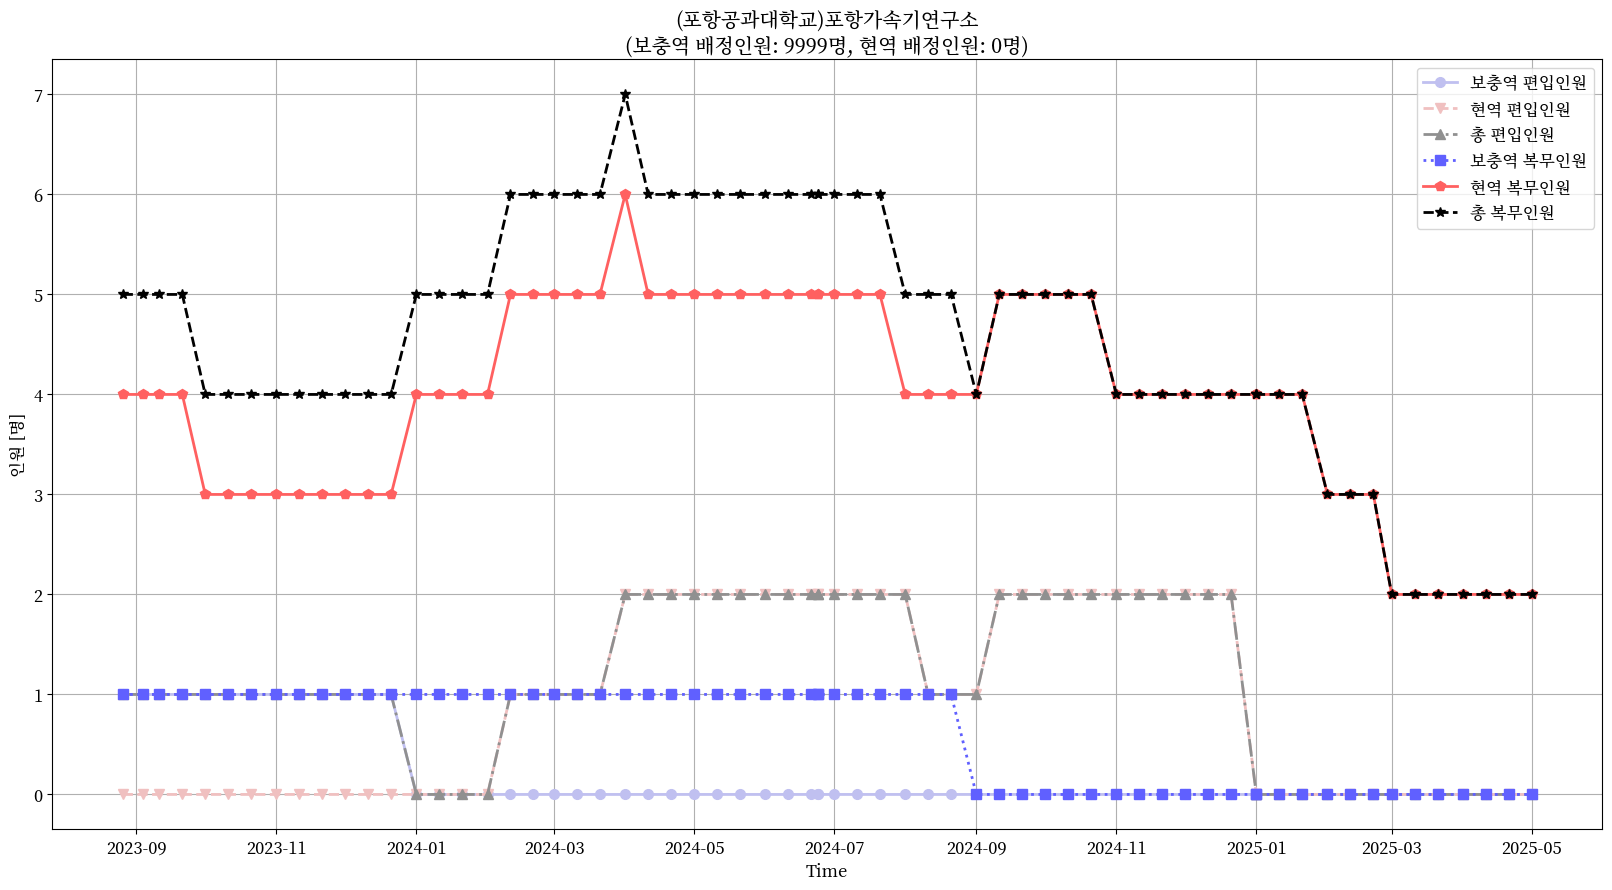 (포항공과대학교)포항가속기연구소
(보충역 배정인원: 9999명, 현역 배정인원: 0명)
보충역 편입인원
현역 편입인원
총 편입인원
보충역 복무인원
현역 복무인원
총 복무인원
7
6
5
4
3
2
1
0
인원 [명]
2023-09
2023-11
2024-01
2024-03
2024-05
2024-07
2024-09
2024-11
2025-01
2025-03
2025-05
Time